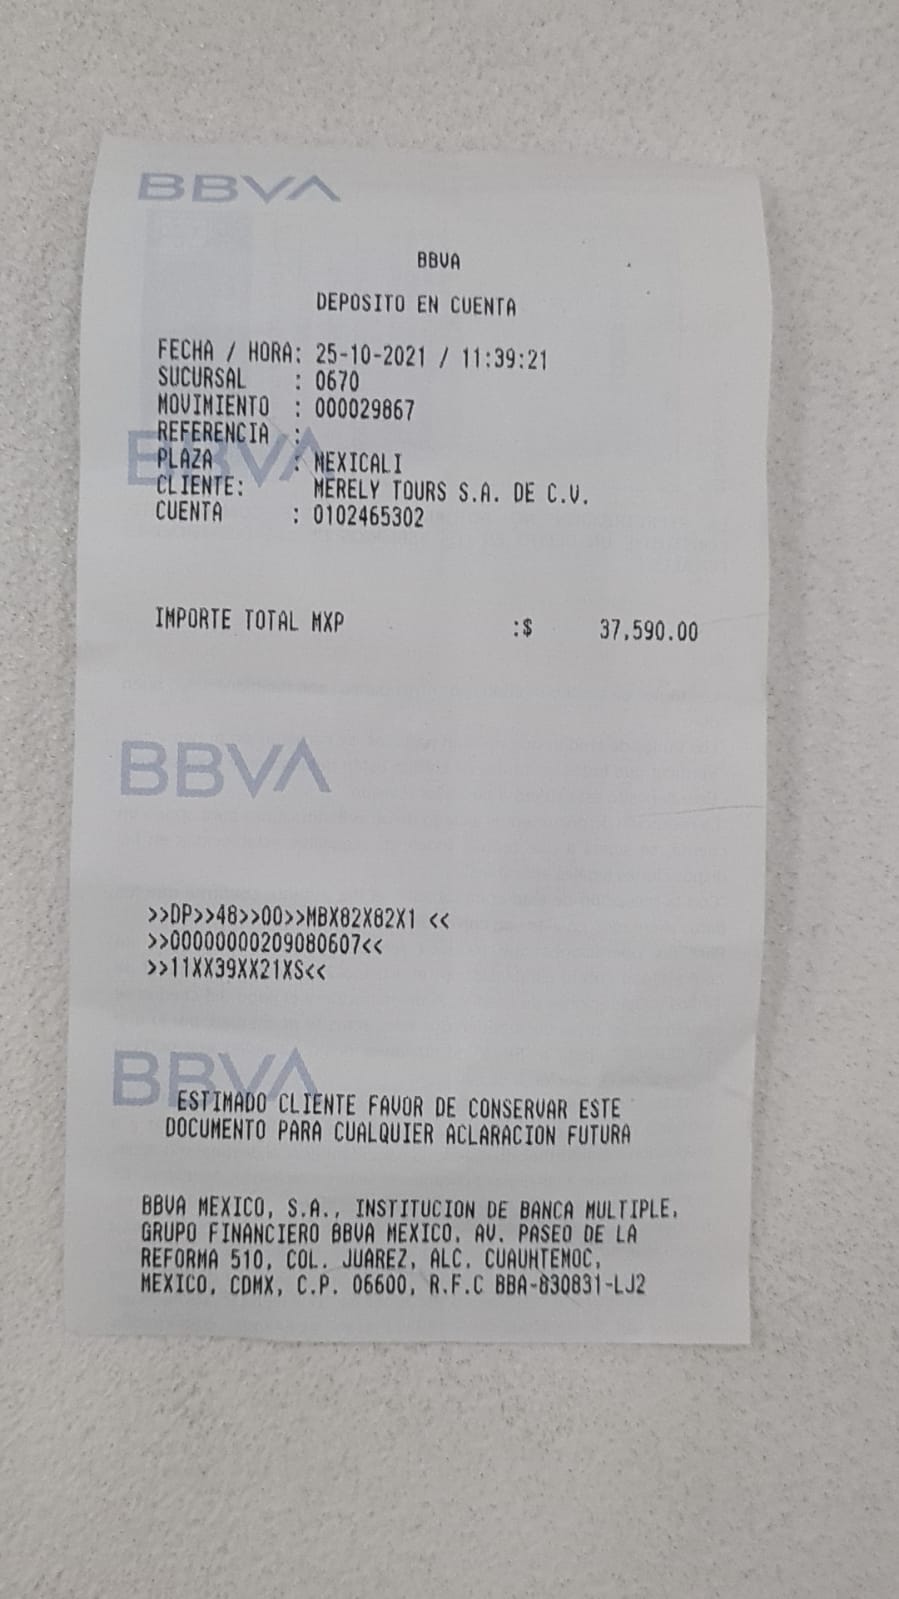 BBVA
BBVA
DEPOSITO EN CUENTA
FECHA / HORA: 25-10-2021 / 11:39:21
SUCURSAL : 0670
MOVIMIENTO : 000029867
REFERENCIA :
BBVA
PLAZA : MEXICALI
CLIENTE: MERELY TOURS S.A. DE C.V.
CUENTA : 0102465302
IMPORTE TOTAL MXP :$ 37,590.00
BBVA
>>DP>>48>>00>>MBX82X82X1 <<
>>00000000209080607<<
>>11XX39XX21XS<<
BBVA
ESTIMADO CLIENTE FAVOR DE CONSERVAR ESTE
DOCUMENTO PARA CUALQUIER ACLARACION FUTURA
BBVA MEXICO, S.A., INSTITUCION DE BANCA MULTIPLE,
GRUPO FINANCIERO BBVA MEXICO, AV. PASEO DE LA
REFORMA 510, COL. JUAREZ, ALC. CUAUHTEMOC,
MEXICO, CDMX, C.P. 06600, R.F.C BBA-830831-LJ2